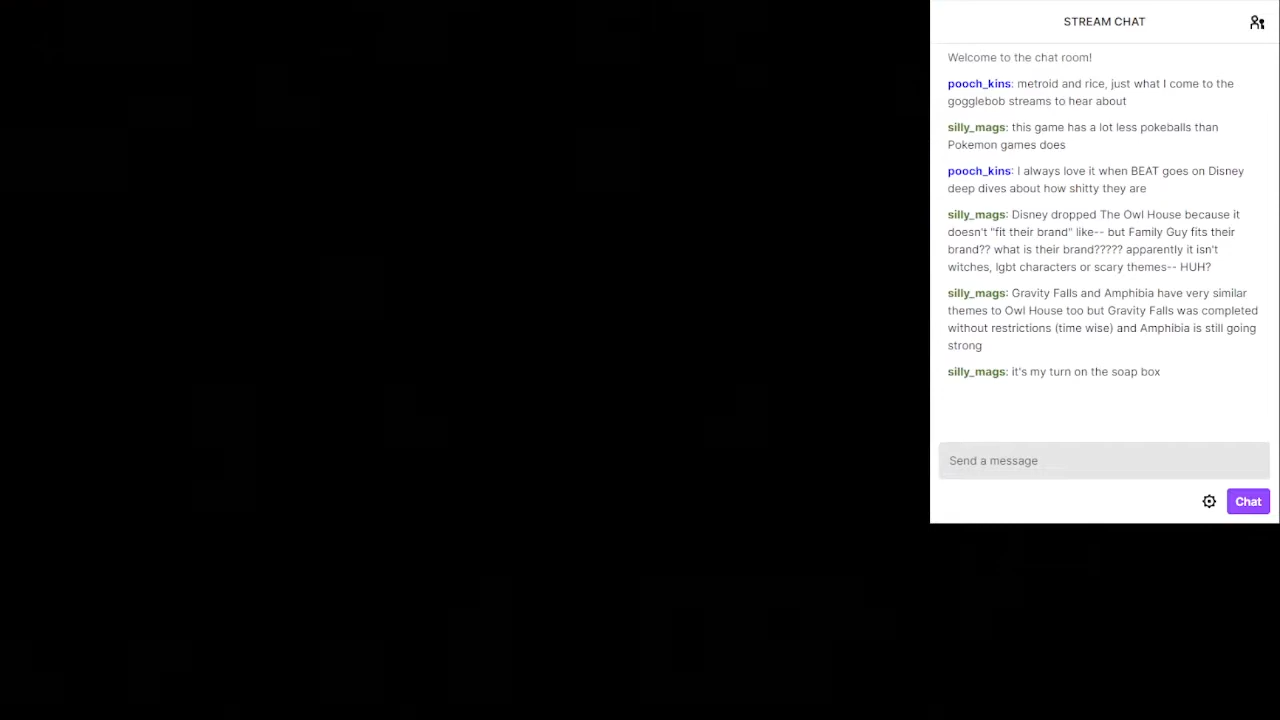 STREAM CHAT
Welcome to the chat room!
pooch_kins: metroid and rice, just what I come to the
gogglebob streams to hear about
silly_mags: this game has a lot less pokeballs than
Pokemon games does
pooch_kins: I always love it when BEAT goes on Disney
deep dives about how shitty they are
silly_mags: Disney dropped The Owl House because it
doesn't "fit their brand" like-- but Family Guy fits their
brand?? what is their brand????? apparently it isn't
witches, lgbt characters or scary themes-- HUH?
silly_mags: Gravity Falls and Amphibia have very similar
themes to Owl House too but Gravity Falls was completed
without restrictions (time wise) and Amphibia is still going
strong
silly_mags: it's my turn on the soap box
Send a message
Chat